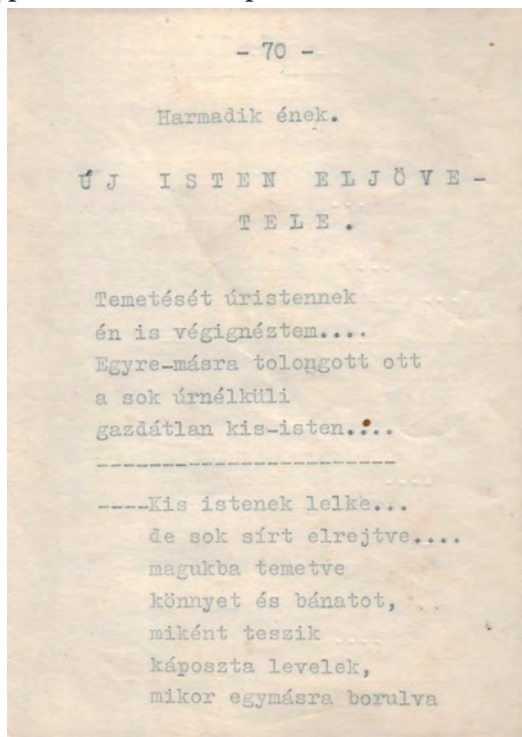 - 70 -
Harmadik ének.
ÚJ ISTEN ELJÖVE-
TELE.
Temetését úristennek
én is végignéztem....
Egyre-másra tolongott ott
a sok úrnélküli
gazdátlan kis-isten....
------------------------
----Kis istenek lelke...
de sok sírt elrejtve....
magukba temetve
könnyet és bánatot,
miként teszik
káposzta levelek,
mikor egymásra borulva